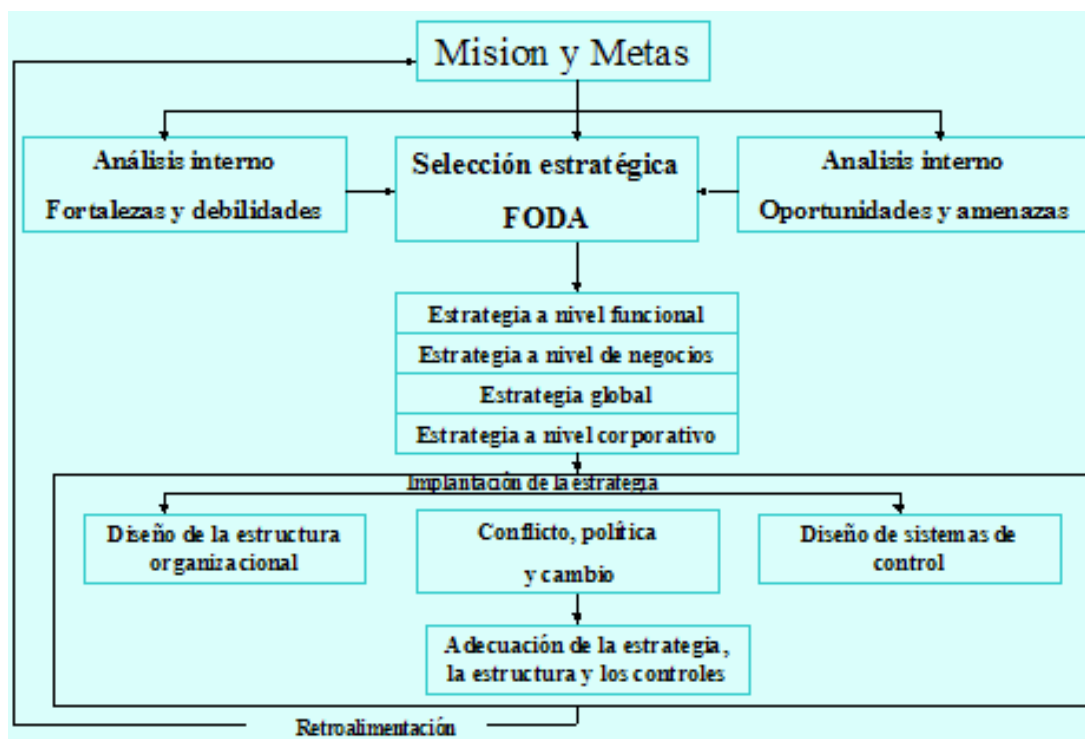 Mision y Metas
Análisis interno
Fortalezas y debilidades
Selección estratégica
FODA
Analisis interno
Oportunidades y amenazas
Estrategia a nivel funcional
Estrategia a nivel de negocios
Estrategia global
Estrategia a nivel corporativo
Implantación de la estrategia
Diseño de la estructura
organizacional
Conflicto, política
y cambio
Diseño de sistemas de
control
Adecuación de la estrategia,
la estructura y los controles
Retroalimentación